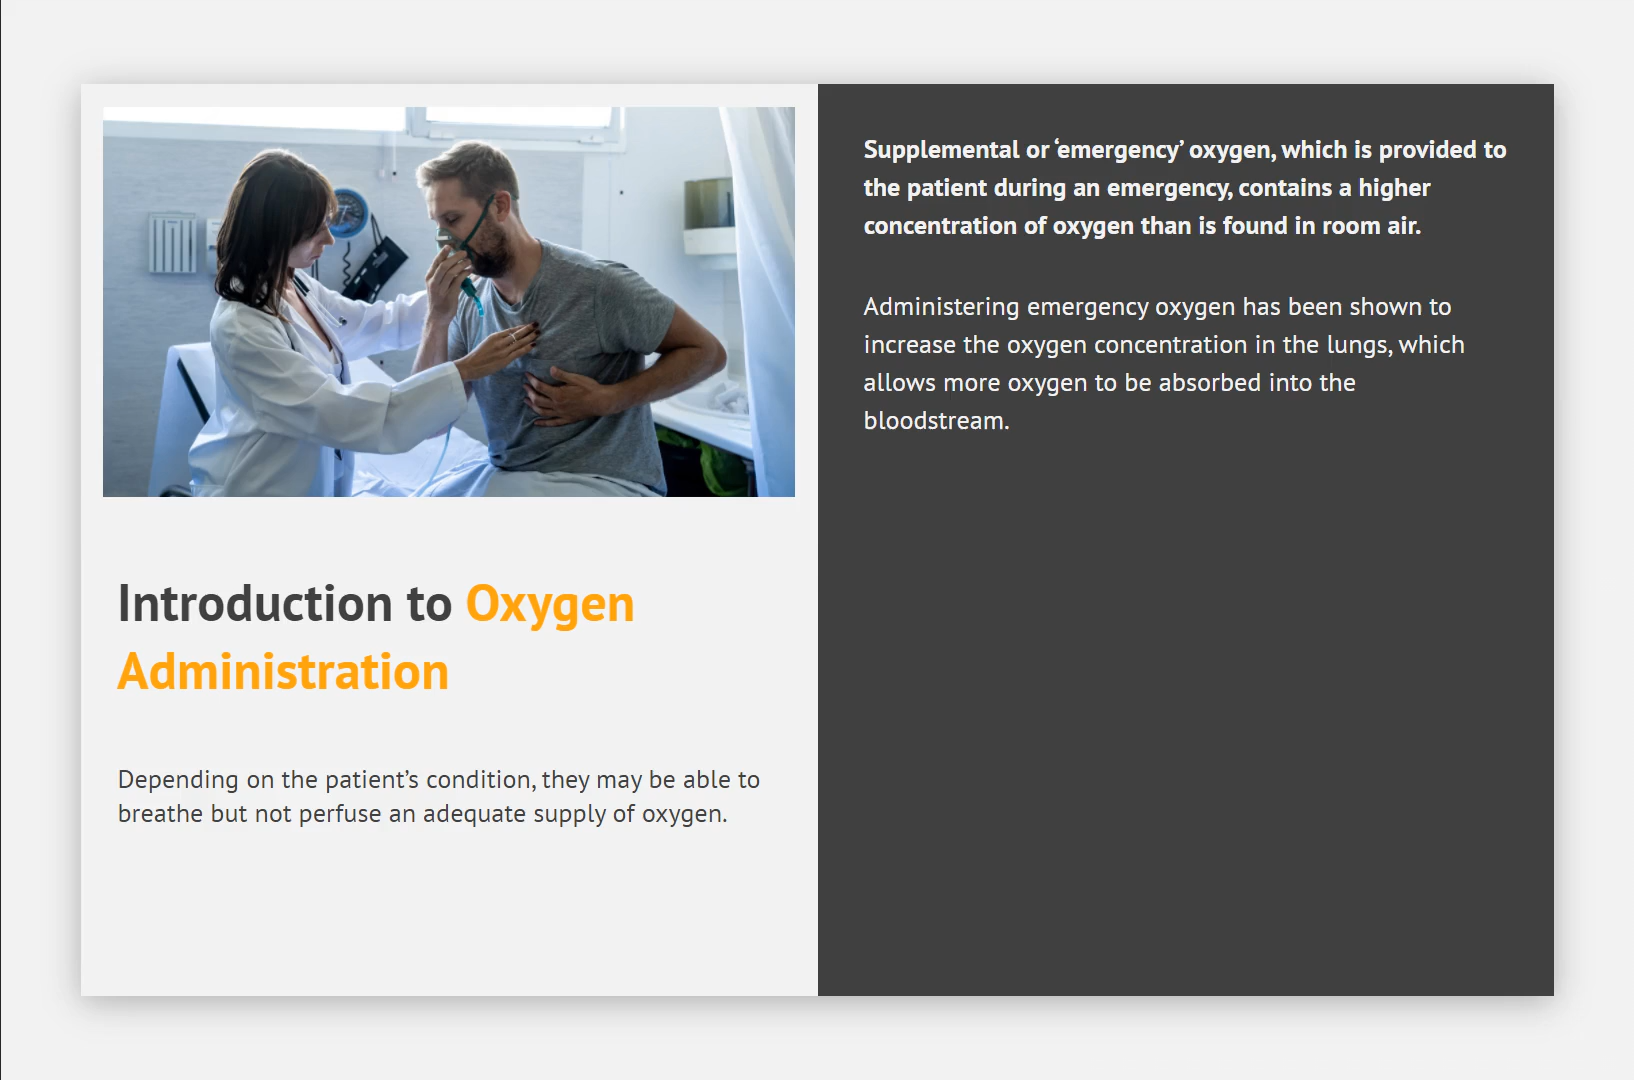 Introduction to Oxygen
Administration
Depending on the patient’s condition, they may be able to
breathe but not perfuse an adequate supply of oxygen.
Supplemental or ‘emergency’ oxygen, which is provided to
the patient during an emergency, contains a higher
concentration of oxygen than is found in room air.
Administering emergency oxygen has been shown to
increase the oxygen concentration in the lungs, which
allows more oxygen to be absorbed into the
bloodstream.